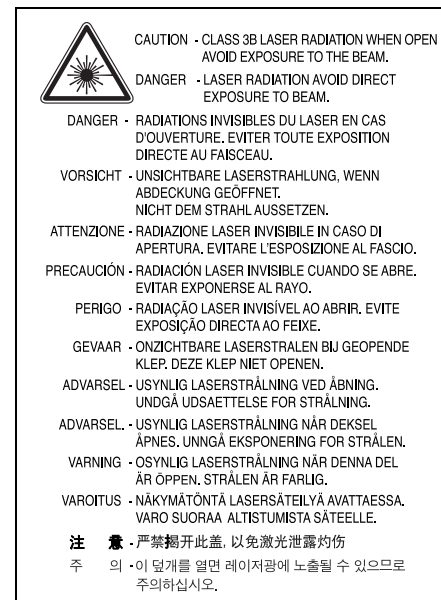 CAUTION - CLASS 3B LASER RADIATION WHEN OPEN
AVOID EXPOSURE TO THE BEAM.
DANGER - LASER RADIATION AVOID DIRECT
EXPOSURE TO BEAM.
DANGER - RADIATIONS INVISIBLES DU LASER EN CAS
D'OUVERTURE. EVITER TOUTE EXPOSITION
DIRECTE AU FAISCEAU.
VORSICHT - UNSICHTBARE LASERSTRAHLUNG, WENN
ABDECKUNG GEÖFFNET.
NICHT DEM STRAHL AUSSETZEN.
ATTENZIONE - RADIAZIONE LASER INVISIBILE IN CASO DI
APERTURA. EVITARE L'ESPOSIZIONE AL FASCIO.
PRECAUCIÓN - RADIACIÓN LASER INVISIBLE CUANDO SE ABRE.
EVITAR EXPONERSE AL RAYO.
PERIGO - RADIAÇÃO LASER INVISÍVEL AO ABRIR. EVITE
EXPOSIÇÃO DIRECTA AO FEIXE.
GEVAAR - ONZICHTBARE LASERSTRALEN BIJ GEOPENDE
KLEP. DEZE KLEP NIET OPENEN.
ADVARSEL - USYNLIG LASERSTRÅLNING VED ÅBNING.
UNDGÅ UDSAETTELSE FOR STRÅLNING.
ADVARSEL. - USYNLIG LASERSTRÅLNING NÅR DEKSEL
ÅPNES. UNNGÅ EKSPONERING FOR STRÅLEN.
VARNING - OSYNLIG LASERSTRÅLNING NÄR DENNA DEL
ÄR ÖPPEN. STRÅLEN ÄR FARLIG.
VAROITUS - NÄKYMÄTÖNTÄ LASERSÄTEILYÄ AVATTAESSA.
VARO SUORAA ALTISTUMISTA SÄTEELLE.
注 意 - 严禁揭开此盖, 以免激光泄露灼伤
주 의 - 이 덮개를 열면 레이저광에 노출될 수 있으므로
주의하십시오.